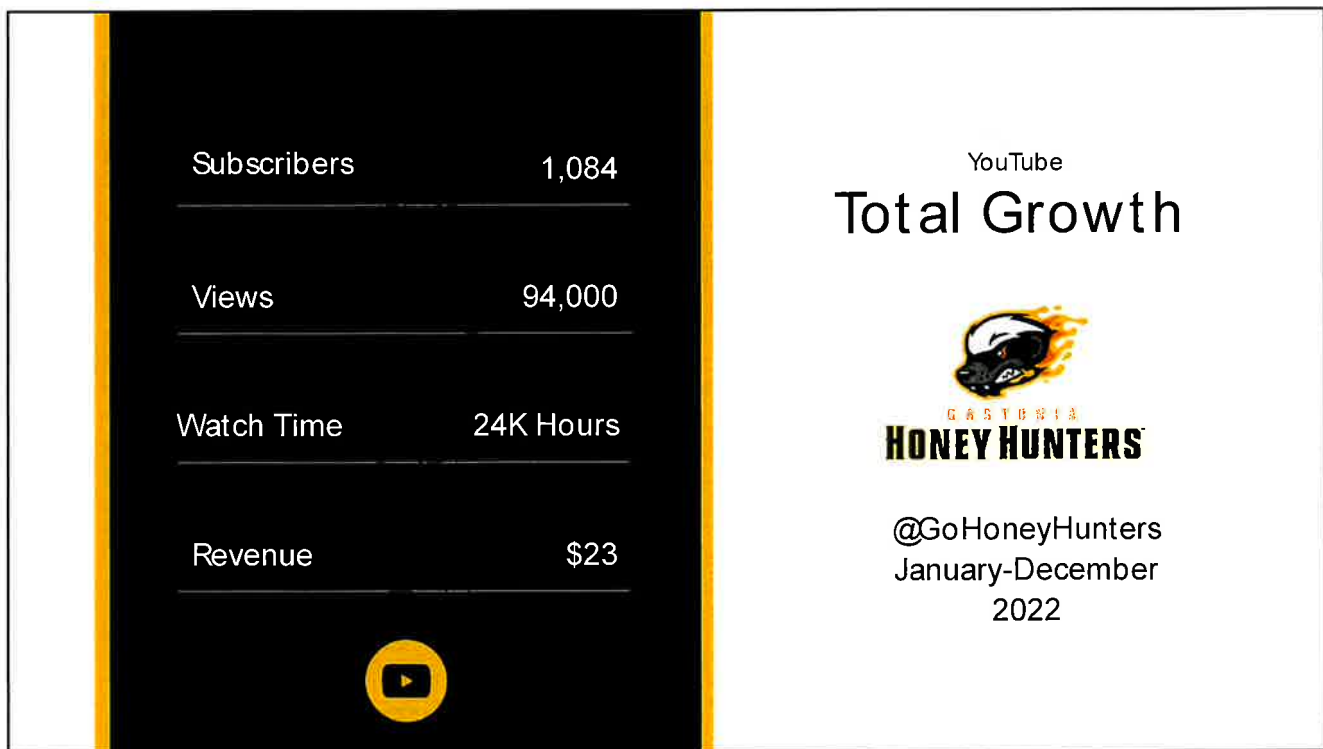 Subscribers 1,084
Views 94,000
Watch Time 24K Hours
Revenue $23
YouTube
Total Growth
GASTONIA
HONEY HUNTERS
@GoHoneyHunters
January-December
2022